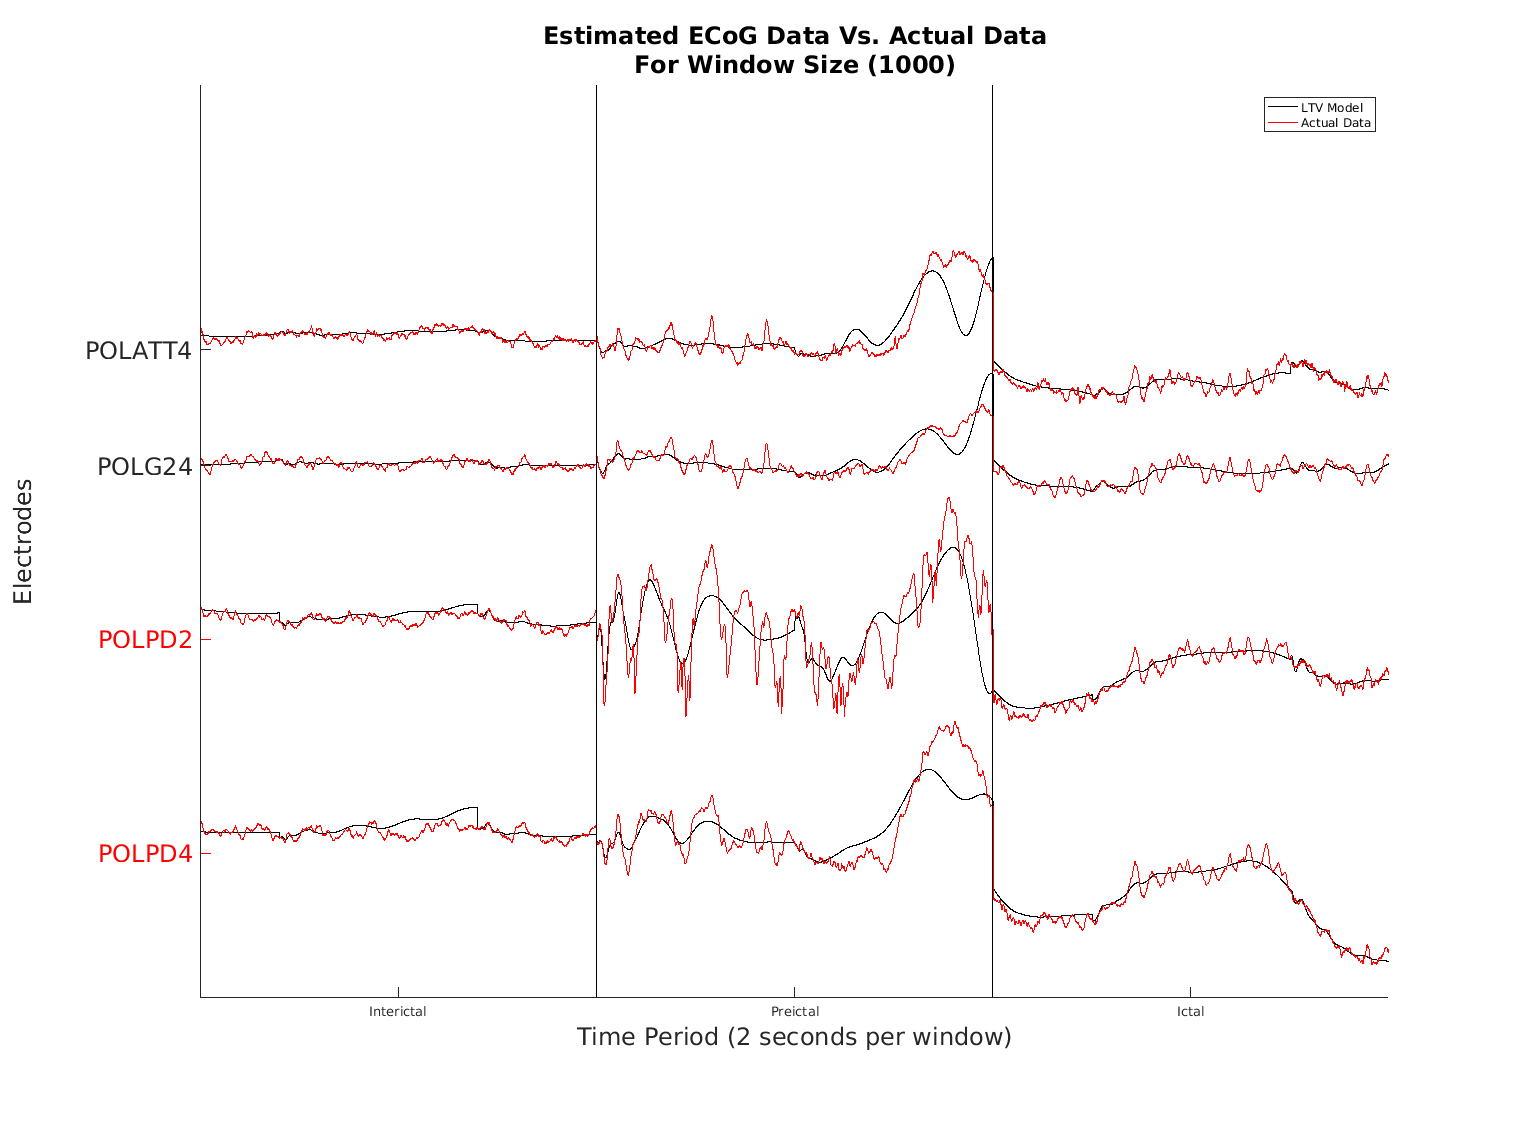 Estimated ECoG Data Vs. Actual Data
For Window Size (1000)
LTV Model
Actual Data
Electrodes
POLATT4
POLG24
POLPD2
POLPD4
Interictal
Preictal
Ictal
Time Period (2 seconds per window)